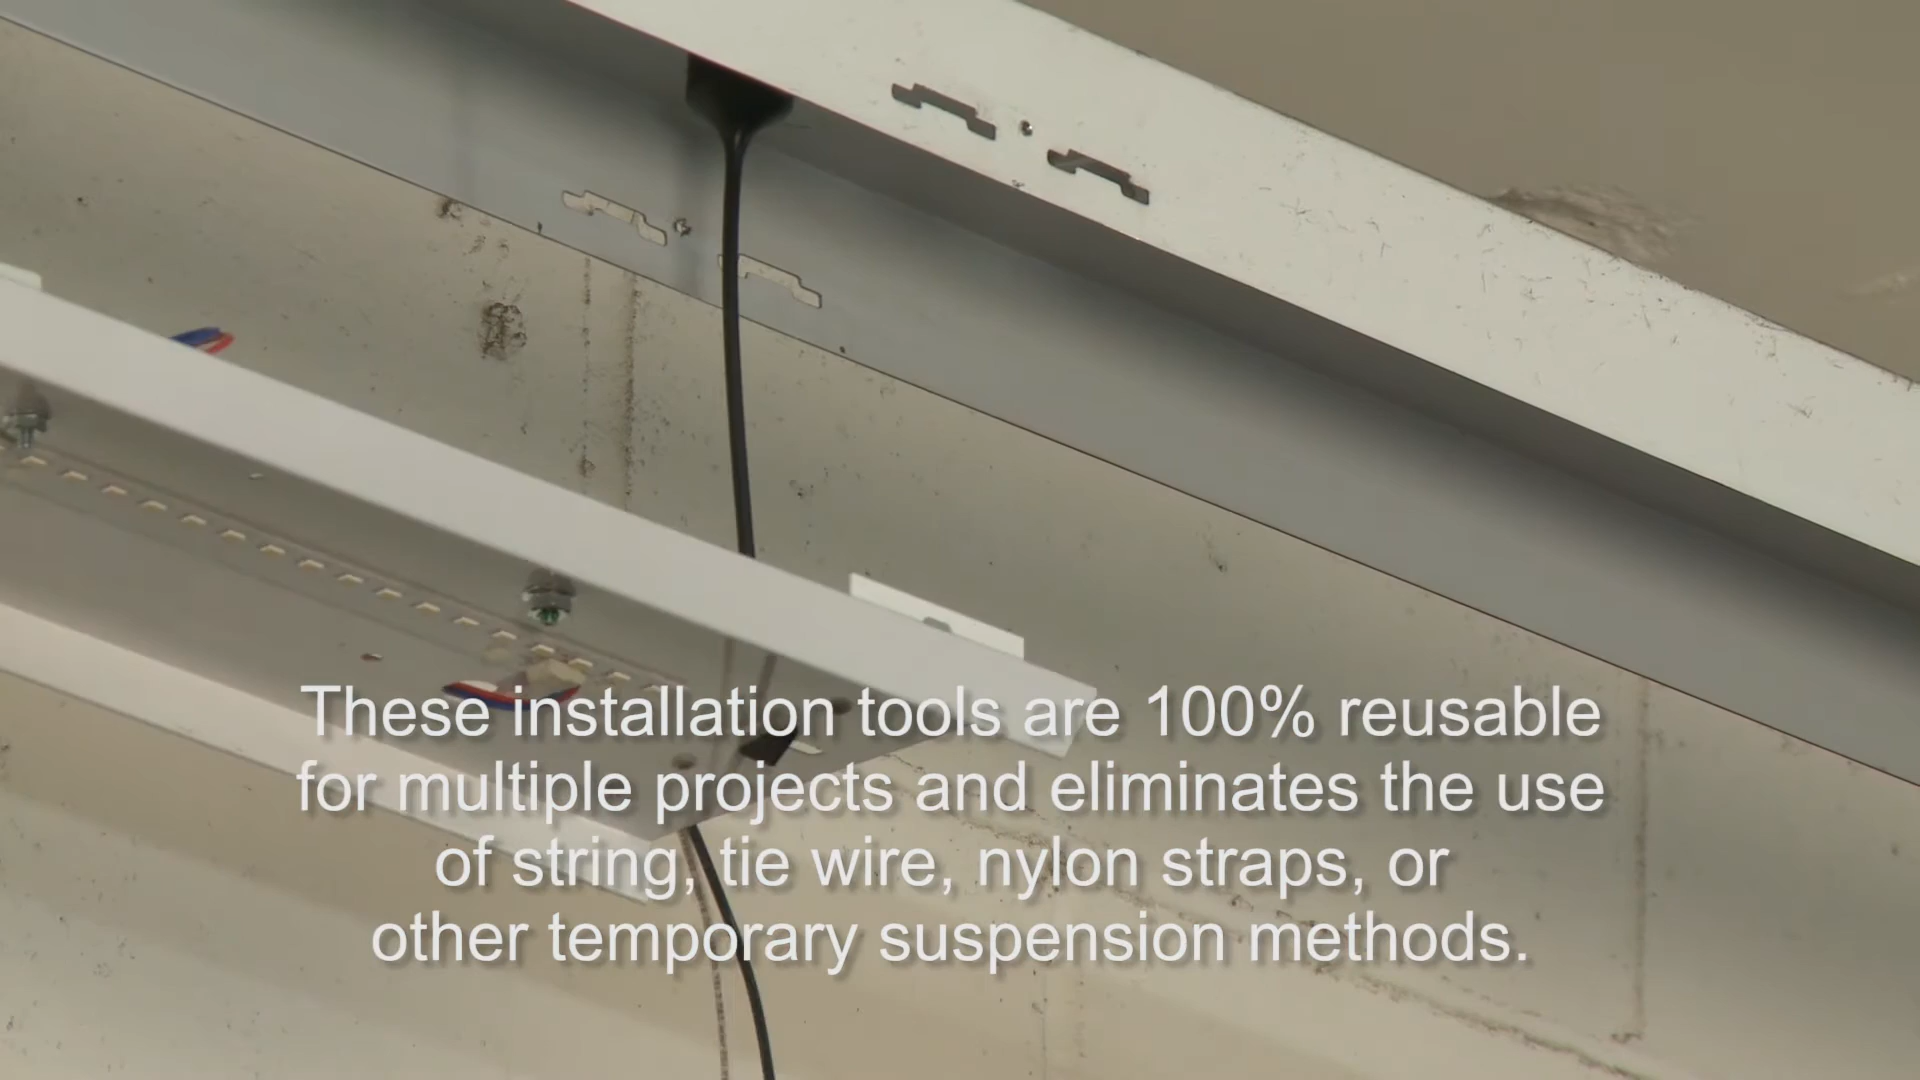 These installation tools are 100% reusable
for multiple projects and eliminates the use
of string, tie wire, nylon straps, or
other temporary suspension methods.